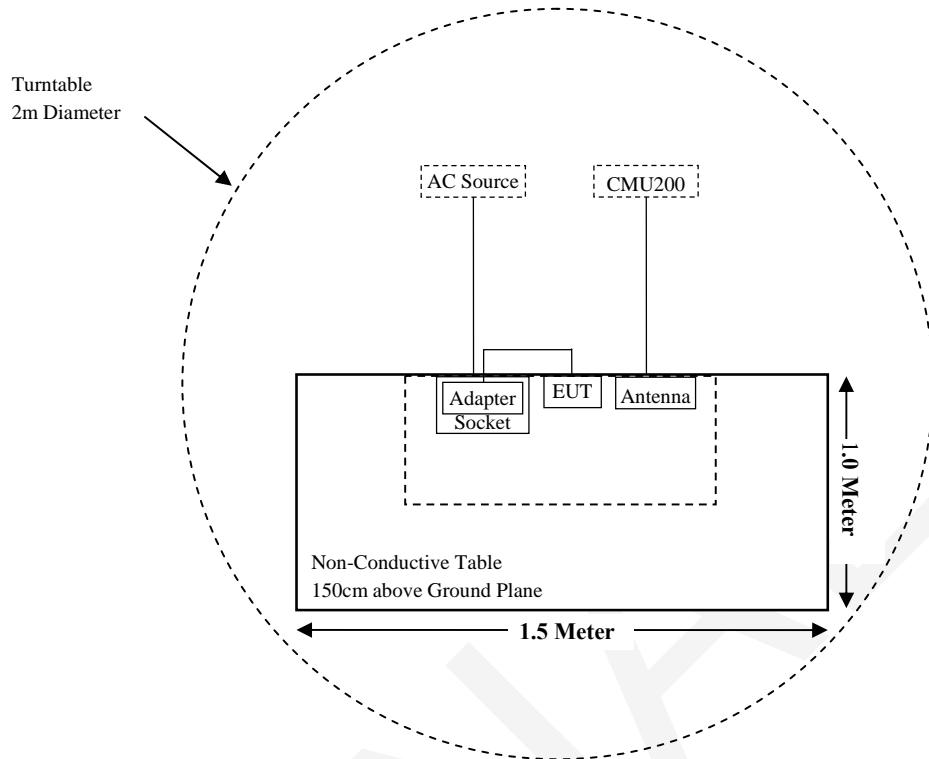 Turntable
2m Diameter
AC Source
CMU200
Adapter
Socket
EUT
Antenna
1.0 Meter
Non-Conductive Table
150cm above Ground Plane
1.5 Meter